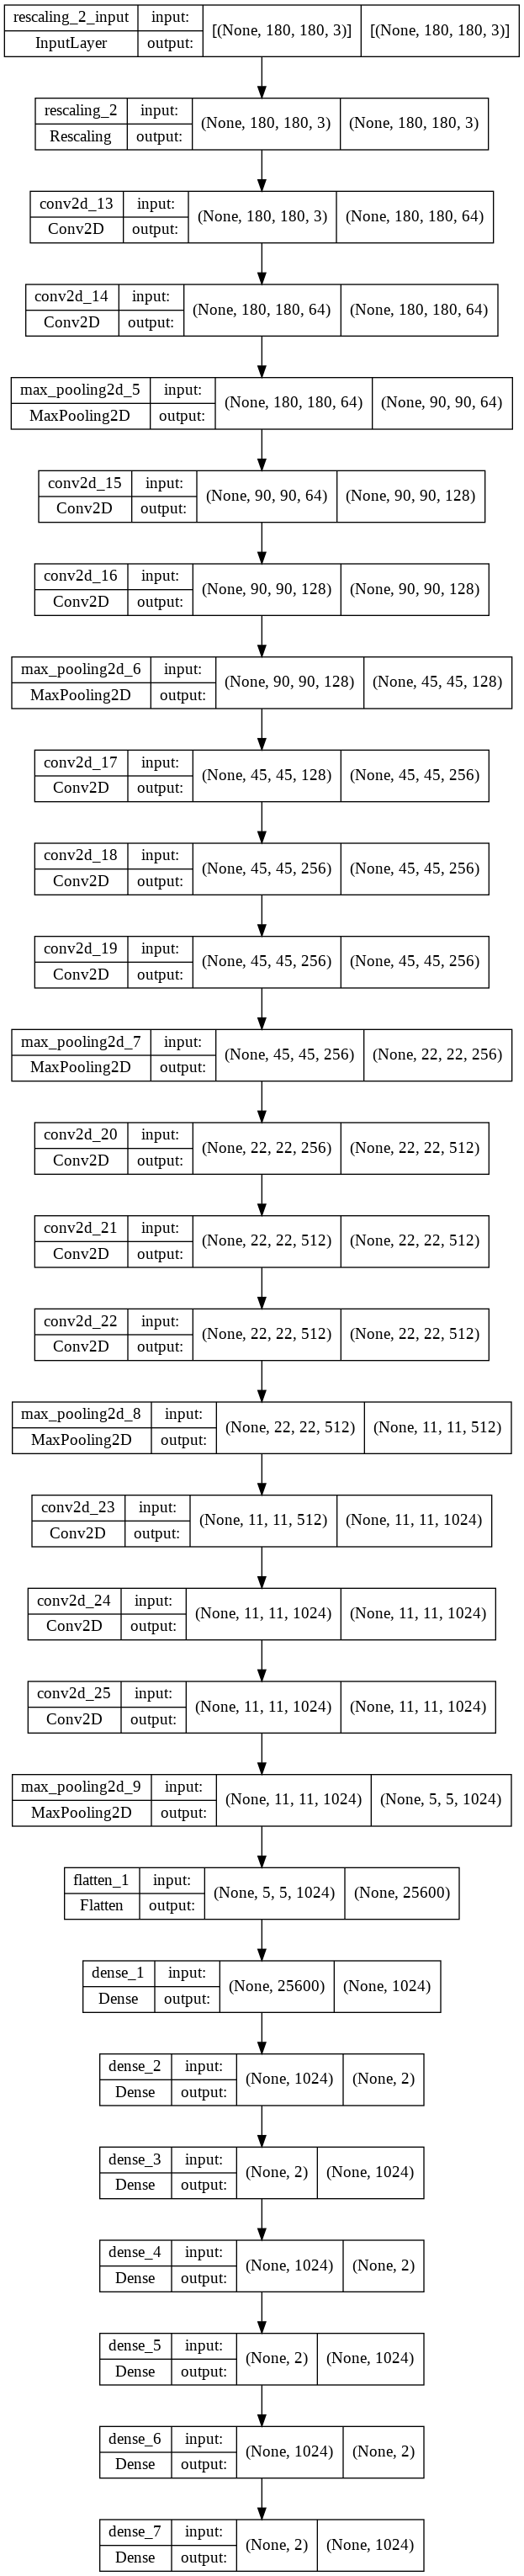 rescaling_2_input input: [(None, 180, 180, 3)] [(None, 180, 180, 3)]
InputLayer output:
rescaling_2 input: (None, 180, 180, 3) (None, 180, 180, 3)
Rescaling output:
conv2d_13 input: (None, 180, 180, 3) (None, 180, 180, 64)
Conv2D output:
conv2d_14 input: (None, 180, 180, 64) (None, 180, 180, 64)
Conv2D output:
max_pooling2d_5 input: (None, 180, 180, 64) (None, 90, 90, 64)
MaxPooling2D output:
conv2d_15 input: (None, 90, 90, 64) (None, 90, 90, 128)
Conv2D output:
conv2d_16 input: (None, 90, 90, 128) (None, 90, 90, 128)
Conv2D output:
max_pooling2d_6 input: (None, 90, 90, 128) (None, 45, 45, 128)
MaxPooling2D output:
conv2d_17 input: (None, 45, 45, 128) (None, 45, 45, 256)
Conv2D output:
conv2d_18 input: (None, 45, 45, 256) (None, 45, 45, 256)
Conv2D output:
conv2d_19 input: (None, 45, 45, 256) (None, 45, 45, 256)
Conv2D output:
max_pooling2d_7 input: (None, 45, 45, 256) (None, 22, 22, 256)
MaxPooling2D output:
conv2d_20 input: (None, 22, 22, 256) (None, 22, 22, 512)
Conv2D output:
conv2d_21 input: (None, 22, 22, 512) (None, 22, 22, 512)
Conv2D output:
conv2d_22 input: (None, 22, 22, 512) (None, 22, 22, 512)
Conv2D output:
max_pooling2d_8 input: (None, 22, 22, 512) (None, 11, 11, 512)
MaxPooling2D output:
conv2d_23 input: (None, 11, 11, 512) (None, 11, 11, 1024)
Conv2D output:
conv2d_24 input: (None, 11, 11, 1024) (None, 11, 11, 1024)
Conv2D output:
conv2d_25 input: (None, 11, 11, 1024) (None, 11, 11, 1024)
Conv2D output:
max_pooling2d_9 input: (None, 11, 11, 1024) (None, 5, 5, 1024)
MaxPooling2D output:
flatten_1 input: (None, 5, 5, 1024) (None, 25600)
Flatten output:
dense_1 input: (None, 25600) (None, 1024)
Dense output:
dense_2 input: (None, 1024) (None, 2)
Dense output:
dense_3 input: (None, 2) (None, 1024)
Dense output:
dense_4 input: (None, 1024) (None, 2)
Dense output:
dense_5 input: (None, 2) (None, 1024)
Dense output:
dense_6 input: (None, 1024) (None, 2)
Dense output:
dense_7 input: (None, 2) (None, 1024)
Dense output: